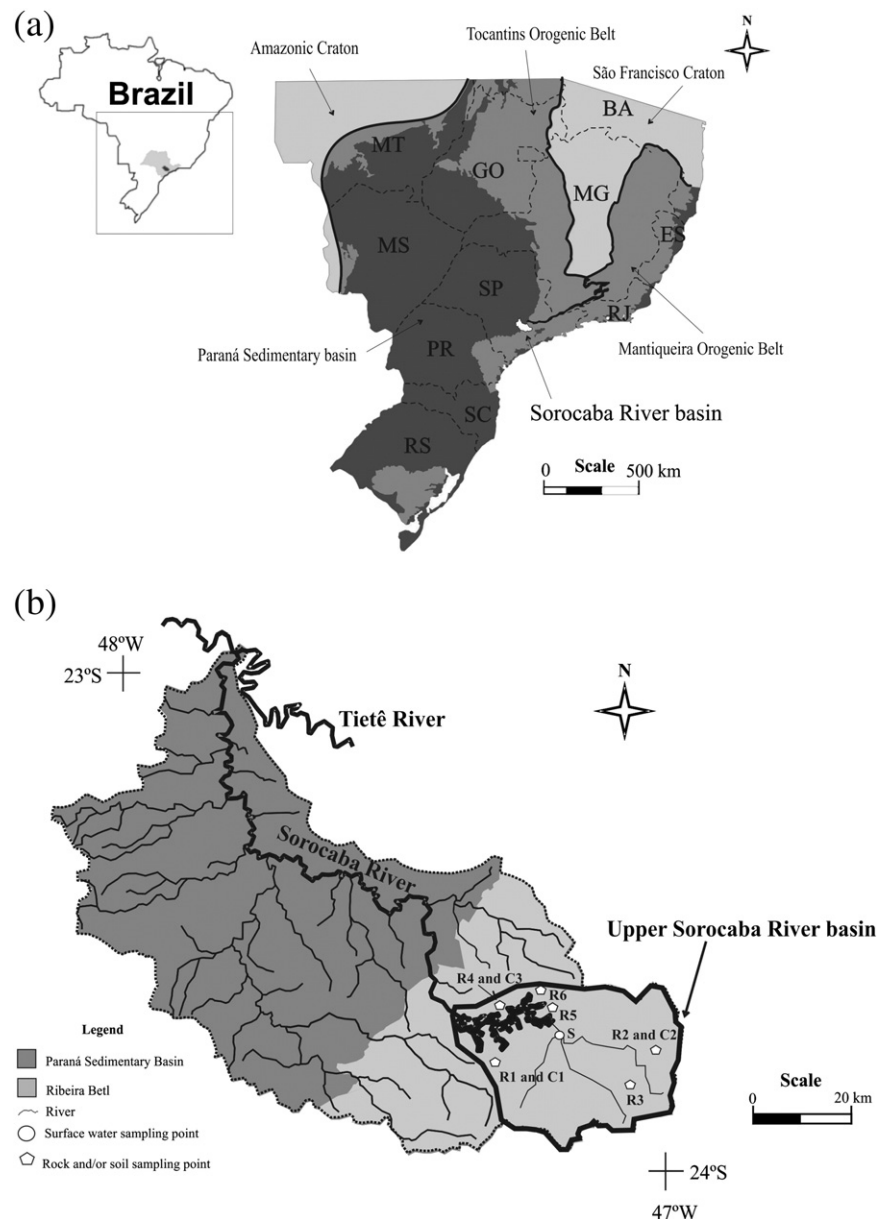 (a)
N
Brazil
Amazonic Craton
Tocantins Orogenic Belt
São Francisco Craton
BA
MT
GO
MG
ES
MS
SP
RJ
Paraná Sedimentary basin
PR
Mantiqueira Orogenic Belt
SC
Sorocaba River basin
RS
0 Scale 500 km
(b)
48ºW
23ºS
N
Tietê River
Sorocaba River
Upper Sorocaba River basin
R4 and C3
R6
R5
S
R2 and C2
R1 and C1
R3
Legend
Paraná Sedimentary Basin
Ribeira Betl
River
Surface water sampling point
Rock and/or soil sampling point
Scale
0 20 km
24ºS
47ºW